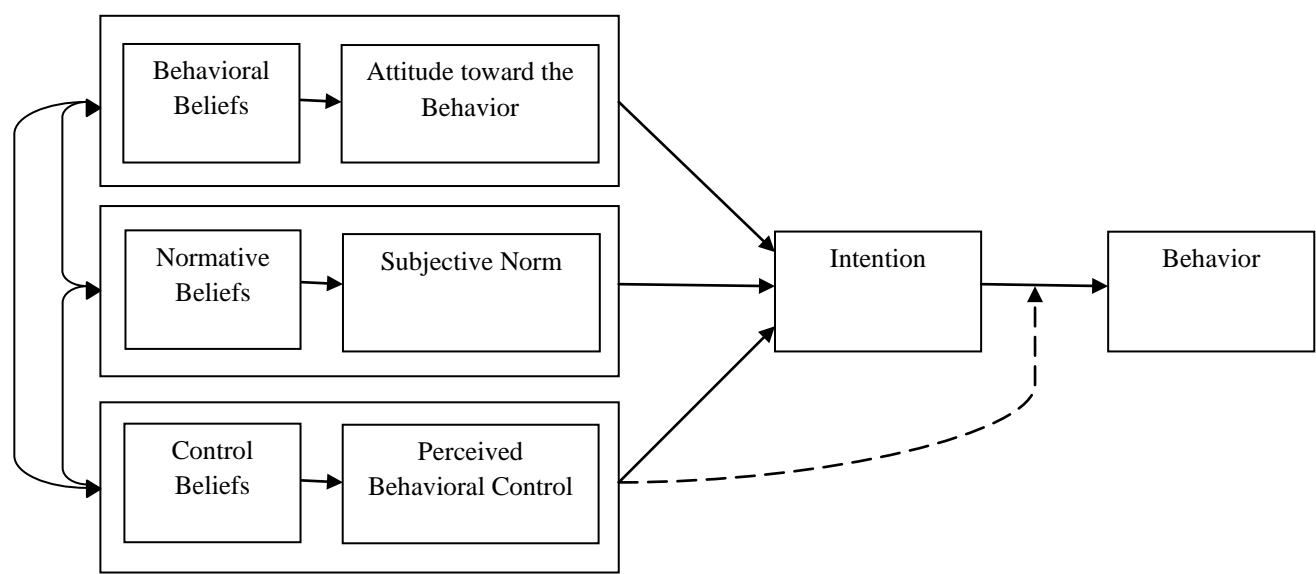 Behavioral
Beliefs
Attitude toward the
Behavior
Normative
Beliefs
Subjective Norm
Control
Beliefs
Perceived
Behavioral Control
Intention
Behavior